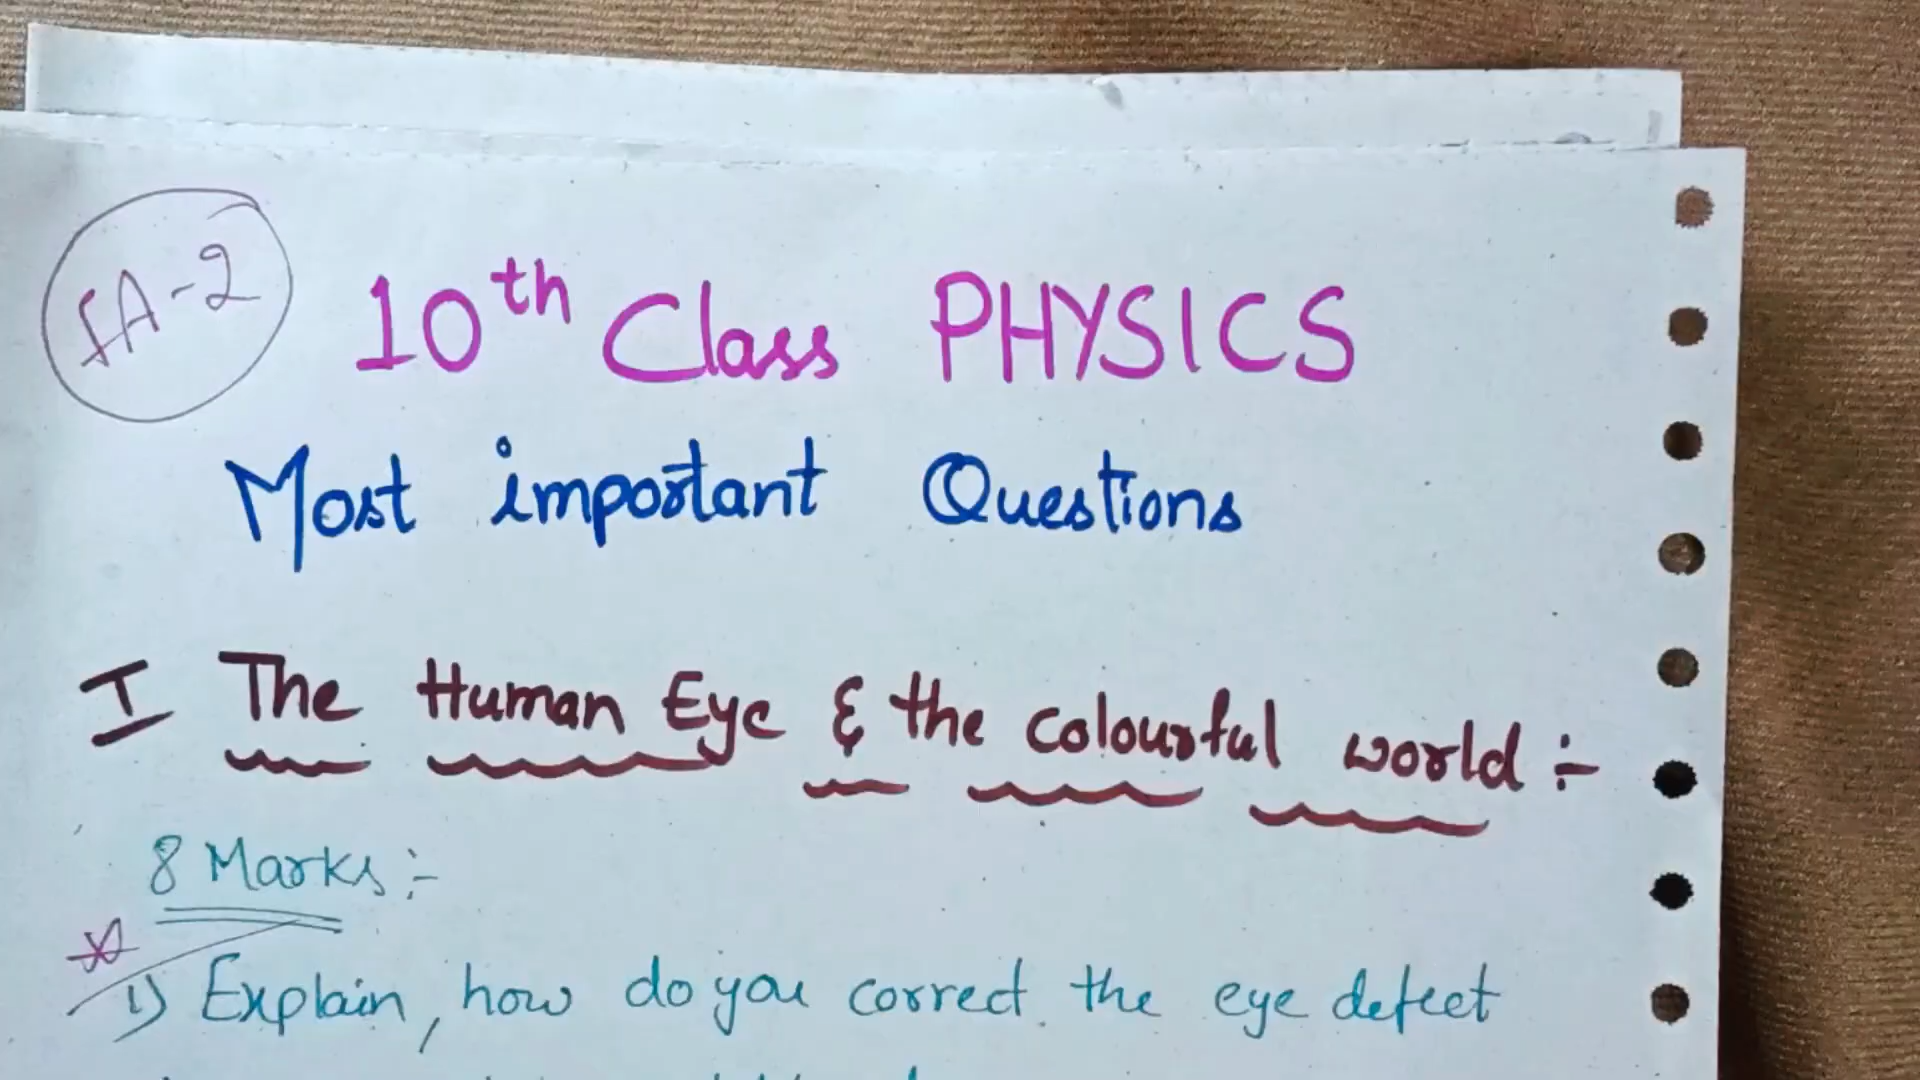 SA-2
10th Class PHYSICS
Most important Questions
I The Human Eye & the colourful world :-
8 Marks :-
1) Explain, how do you correct the eye defect